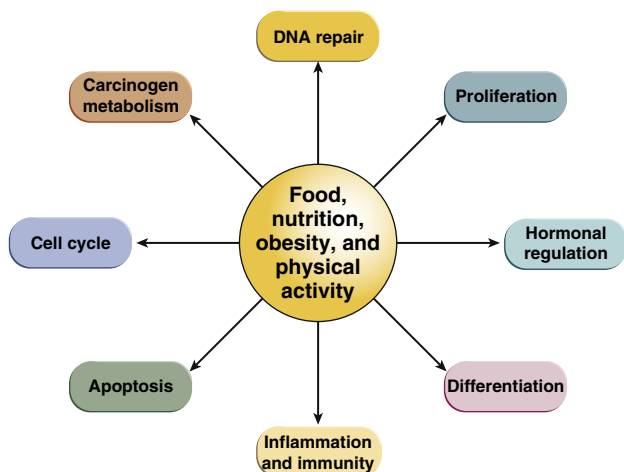 DNA repair
Carcinogen
metabolism
Proliferation
Food,
nutrition,
obesity, and
physical
activity
Cell cycle
Hormonal
regulation
Apoptosis
Differentiation
Inflammation
and immunity